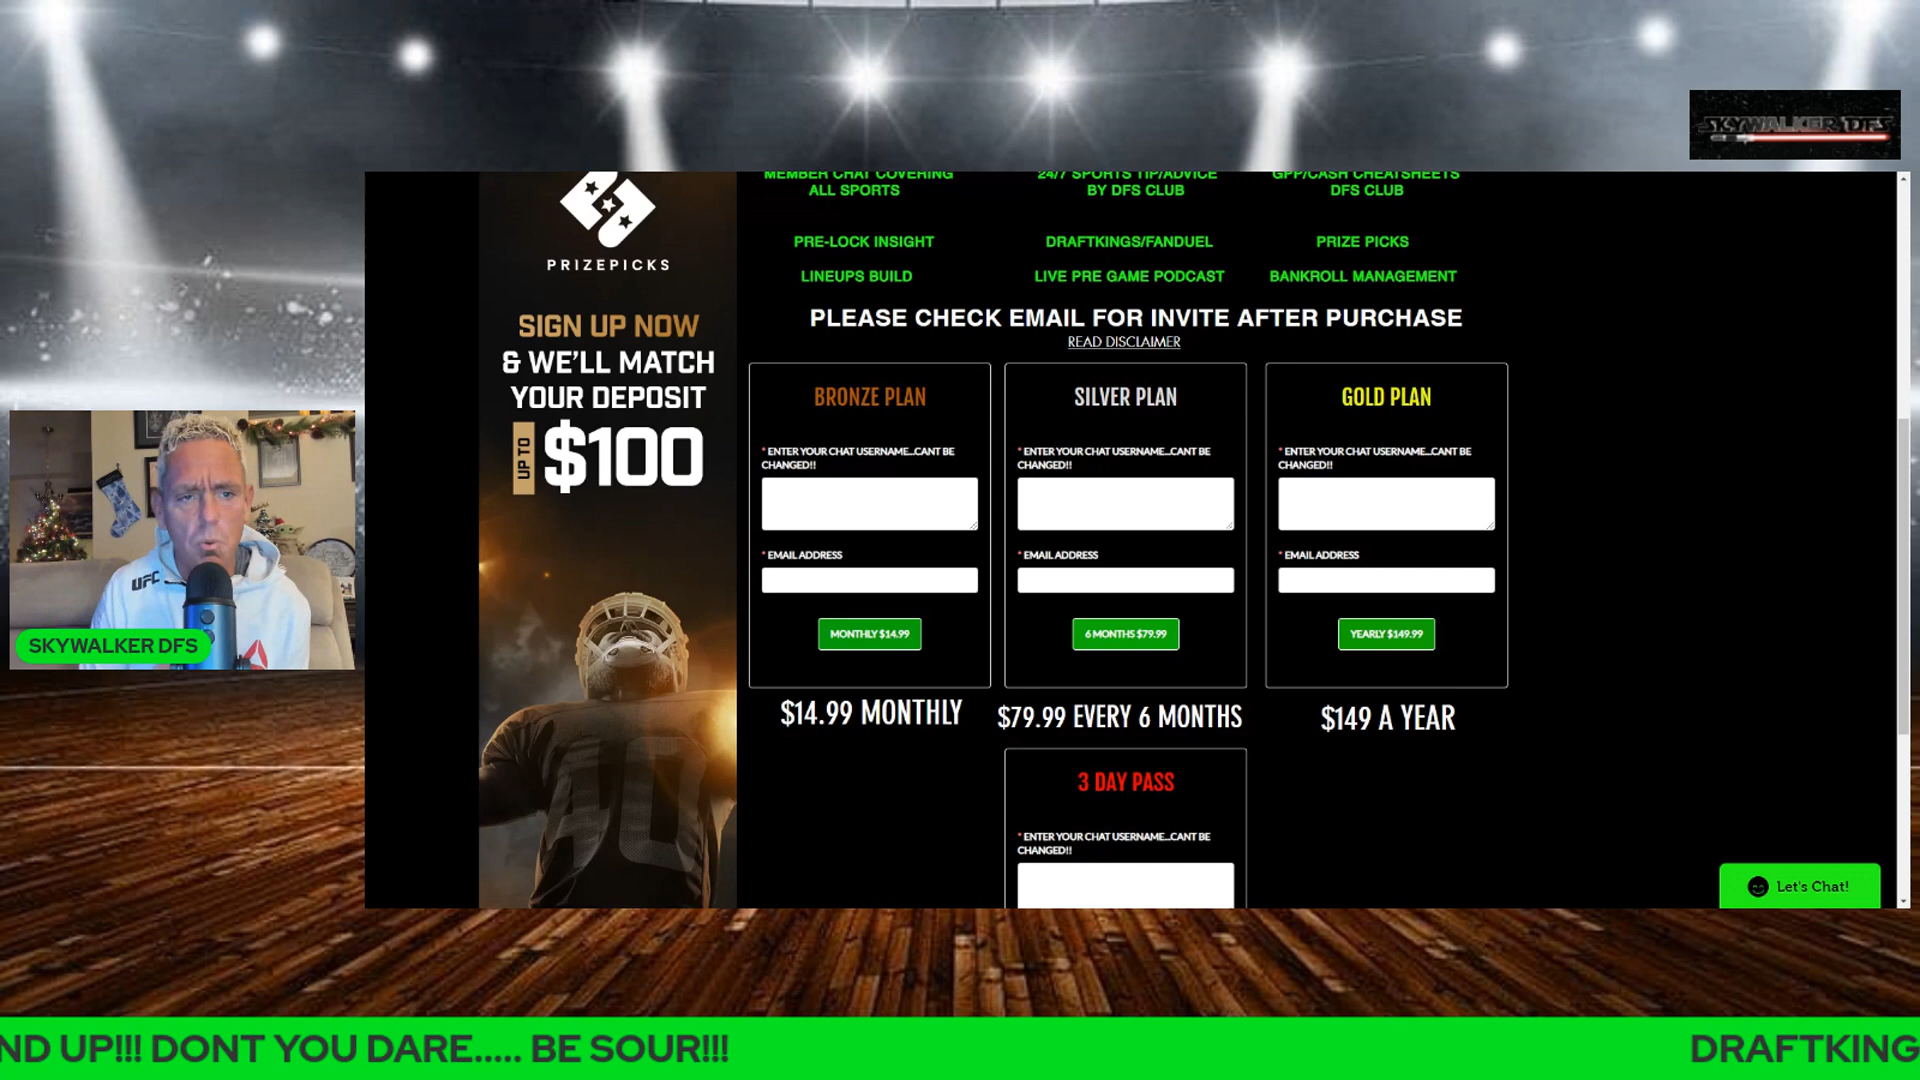 SKYWALKER DFS
MEMBER CHAT COVERING
ALL SPORTS
24/7 SPORTS TIP/ADVICE
BY DFS CLUB
GPP/CASH CHEATSHEETS
DFS CLUB
PRE-LOCK INSIGHT
DRAFTKINGS/FANDUEL
PRIZE PICKS
LINEUPS BUILD
LIVE PRE GAME PODCAST
BANKROLL MANAGEMENT
PRIZEPICKS
SIGN UP NOW
& WE'LL MATCH
YOUR DEPOSIT
UP TO $100
PLEASE CHECK EMAIL FOR INVITE AFTER PURCHASE
READ DISCLAIMER
BRONZE PLAN
* ENTER YOUR CHAT USERNAME...CANT BE
CHANGED!!
* EMAIL ADDRESS
MONTHLY $14.99
$14.99 MONTHLY
SILVER PLAN
* ENTER YOUR CHAT USERNAME...CANT BE
CHANGED!!
* EMAIL ADDRESS
6 MONTHS $79.99
$79.99 EVERY 6 MONTHS
GOLD PLAN
* ENTER YOUR CHAT USERNAME...CANT BE
CHANGED!!
* EMAIL ADDRESS
YEARLY $149.99
$149 A YEAR
3 DAY PASS
* ENTER YOUR CHAT USERNAME...CANT BE
CHANGED!!
UFC
SKYWALKER DFS
Let's Chat!
ND UP!!! DONT YOU DARE..... BE SOUR!!!
DRAFTKING